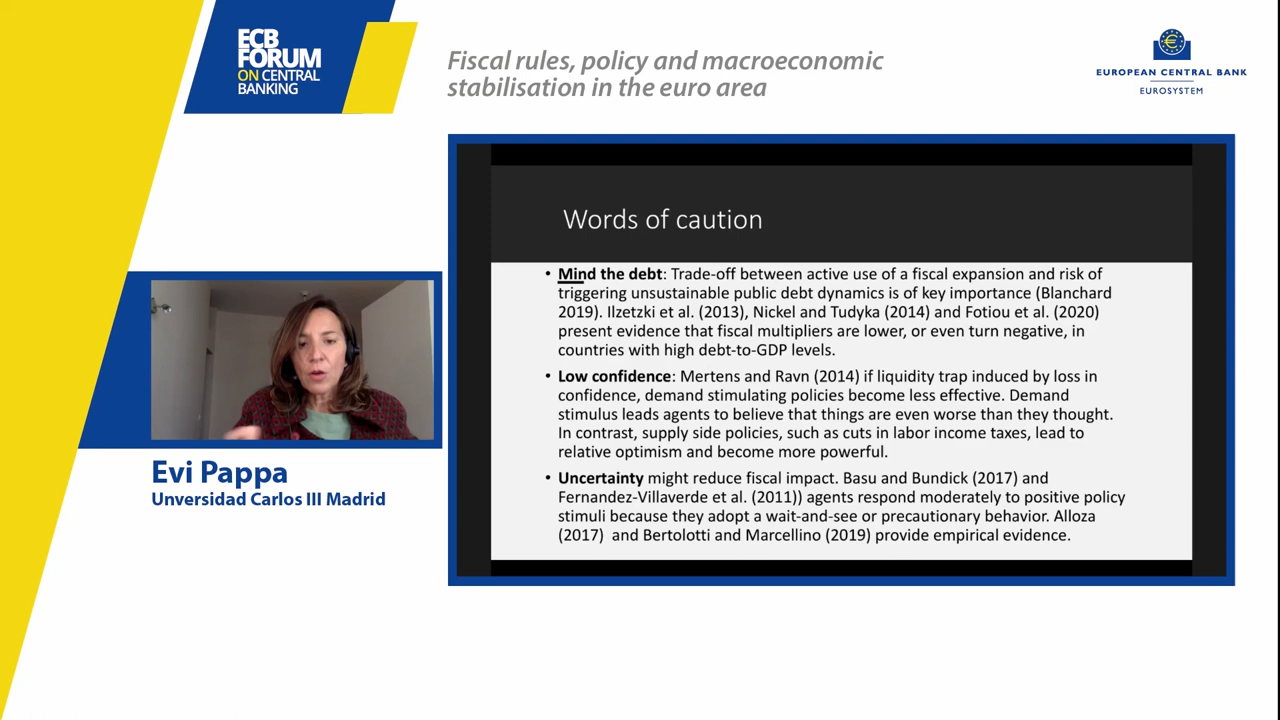 ECB
FORUM
ON CENTRAL
BANKING
Fiscal rules, policy and macroeconomic
stabilisation in the euro area
€
EUROPEAN CENTRAL BANK
EUROSYSTEM
Words of caution
• Mind the debt: Trade-off between active use of a fiscal expansion and risk of
triggering unsustainable public debt dynamics is of key importance (Blanchard
2019). Ilzetzki et al. (2013), Nickel and Tudyka (2014) and Fotiou et al. (2020)
present evidence that fiscal multipliers are lower, or even turn negative, in
countries with high debt-to-GDP levels.
• Low confidence: Mertens and Ravn (2014) if liquidity trap induced by loss in
confidence, demand stimulating policies become less effective. Demand
stimulus leads agents to believe that things are even worse than they thought.
In contrast, supply side policies, such as cuts in labor income taxes, lead to
relative optimism and become more powerful.
• Uncertainty might reduce fiscal impact. Basu and Bundick (2017) and
Fernandez-Villaverde et al. (2011)) agents respond moderately to positive policy
stimuli because they adopt a wait-and-see or precautionary behavior. Alloza
(2017) and Bertolotti and Marcellino (2019) provide empirical evidence.
Evi Pappa
Unversidad Carlos III Madrid